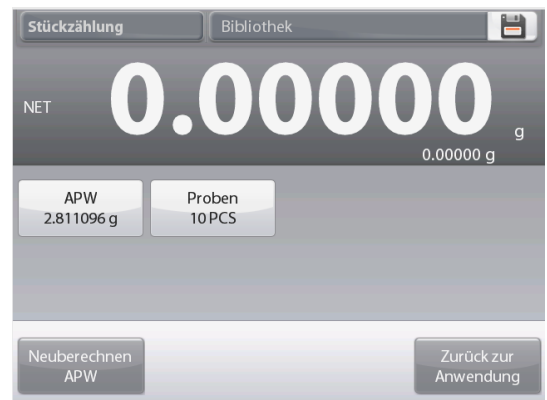 Stückzählung
Bibliothek
NET
0.00000 g
0.00000 g
APW
2.811096 g
Proben
10 PCS
Neuberechnen
APW
Zurück zur
Anwendung